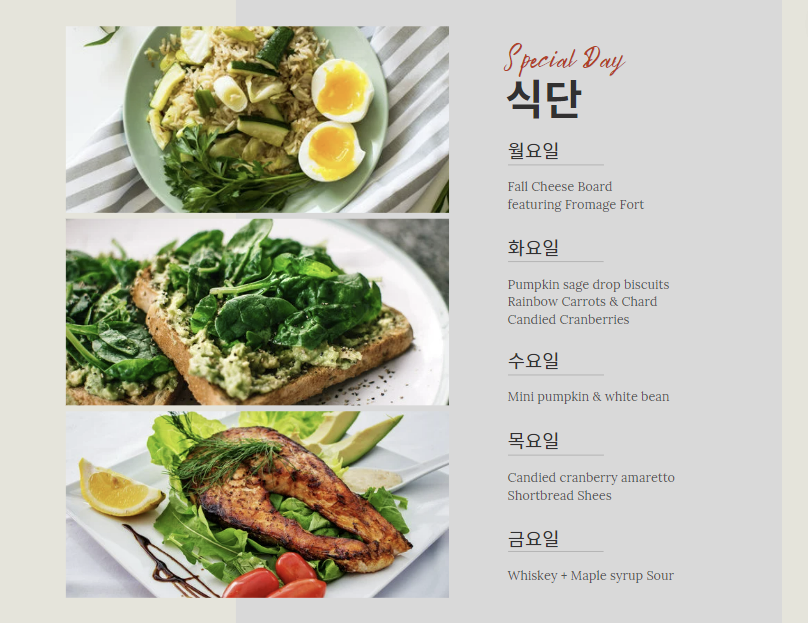 Special Day
식단
월요일
Fall Cheese Board
featuring Fromage Fort
화요일
Pumpkin sage drop biscuits
Rainbow Carrots & Chard
Candied Cranberries
수요일
Mini pumpkin & white bean
목요일
Candied cranberry amaretto
Shortbread Shees
금요일
Whiskey + Maple syrup Sour